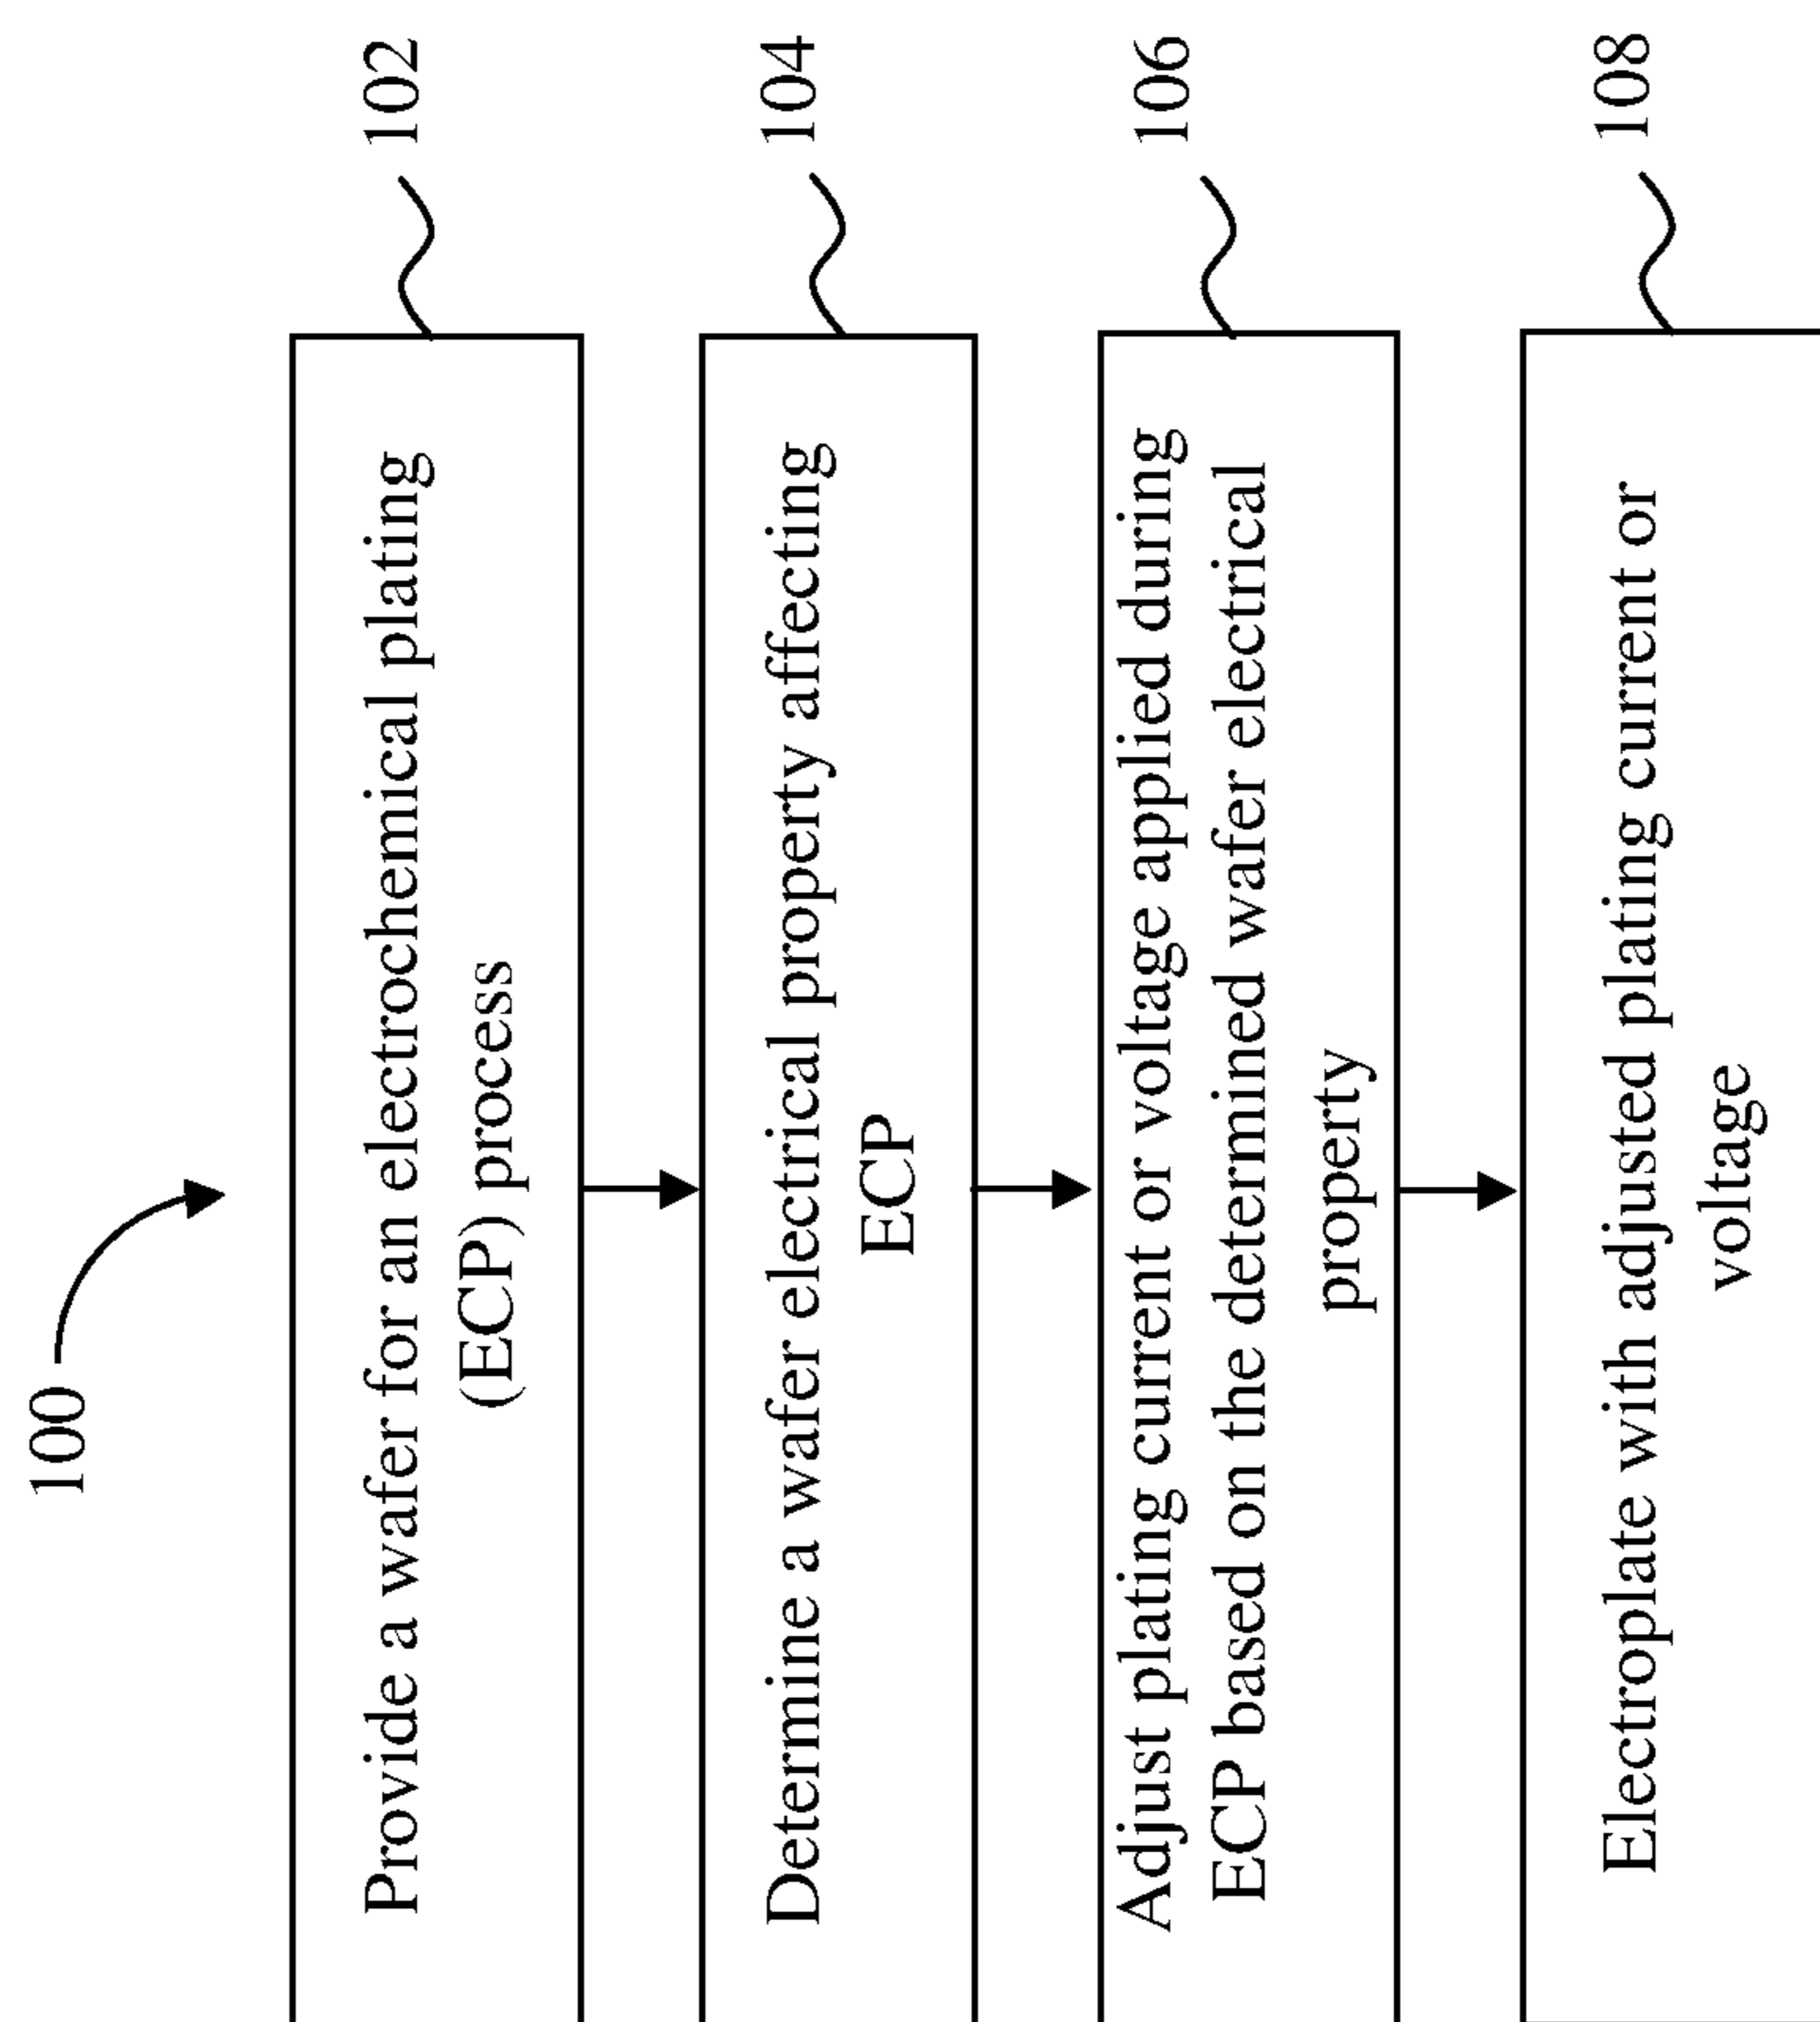 100
Provide a wafer for an electrochemical plating
(ECP) process
102
Determine a wafer electrical property affecting
ECP
104
Adjust plating current or voltage applied during
ECP based on the determined wafer electrical
property
106
Electroplate with adjusted plating current or
voltage
108